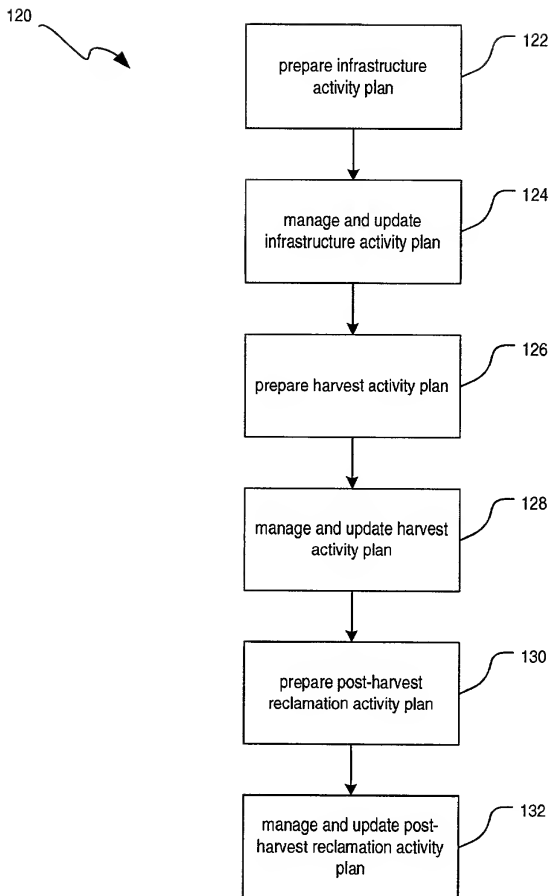 120
prepare infrastructure
activity plan
122
manage and update
infrastructure activity plan
124
prepare harvest activity plan
126
manage and update harvest
activity plan
128
prepare post-harvest
reclamation activity plan
130
manage and update post-
harvest reclamation activity
plan
132